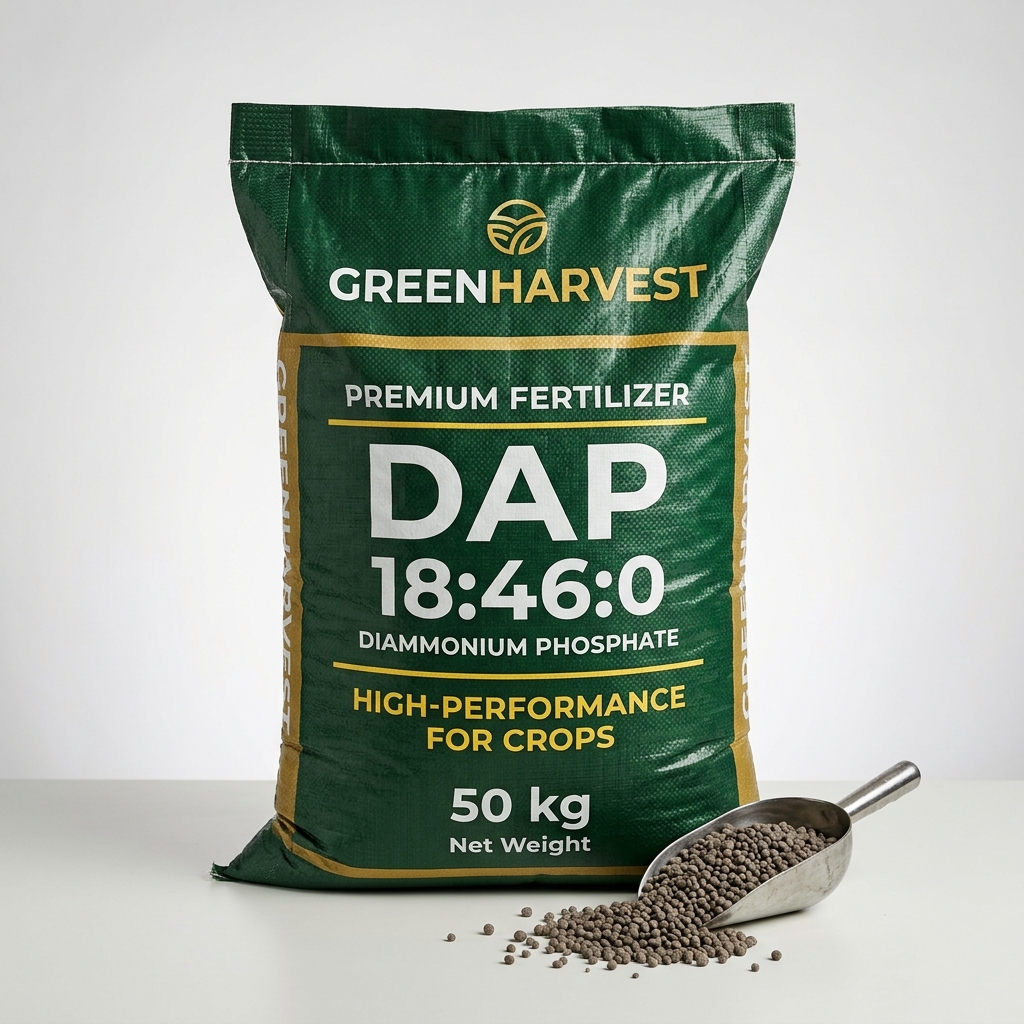 GREENHARVEST
PREMIUM FERTILIZER
DAP
18:46:0
DIAMMONIUM PHOSPHATE
HIGH-PERFORMANCE
FOR CROPS
50 kg
Net Weight
GREENHARVEST
GREENHARVEST